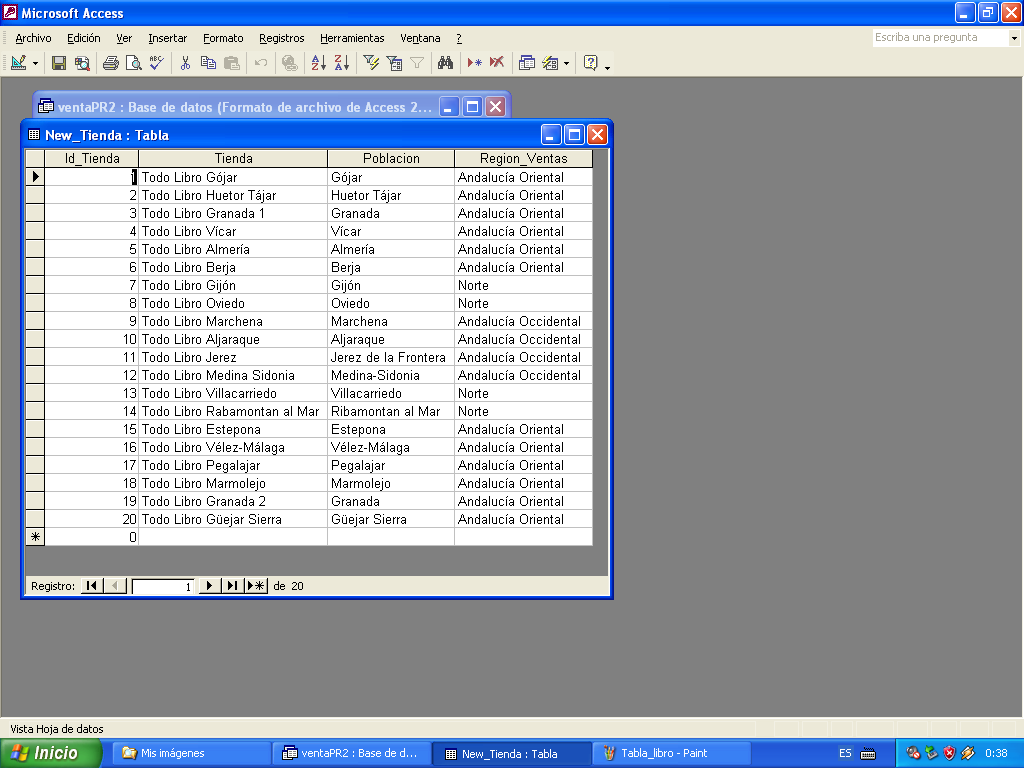 Microsoft Access
Archivo Edición Ver Insertar Formato Registros Herramientas Ventana ? Escriba una pregunta
ventaPR2 : Base de datos (Formato de archivo de Access 2...
New_Tienda : Tabla
Id_Tienda Tienda Poblacion Region_Ventas
1 Todo Libro Gójar Gójar Andalucía Oriental
2 Todo Libro Huetor Tájar Huetor Tájar Andalucía Oriental
3 Todo Libro Granada 1 Granada Andalucía Oriental
4 Todo Libro Vícar Vícar Andalucía Oriental
5 Todo Libro Almería Almería Andalucía Oriental
6 Todo Libro Berja Berja Andalucía Oriental
7 Todo Libro Gijón Gijón Norte
8 Todo Libro Oviedo Oviedo Norte
9 Todo Libro Marchena Marchena Andalucía Occidental
10 Todo Libro Aljaraque Aljaraque Andalucía Occidental
11 Todo Libro Jerez Jerez de la Frontera Andalucía Occidental
12 Todo Libro Medina Sidonia Medina-Sidonia Andalucía Occidental
13 Todo Libro Villacarriedo Villacarriedo Norte
14 Todo Libro Rabamontan al Mar Ribamontan al Mar Norte
15 Todo Libro Estepona Estepona Andalucía Oriental
16 Todo Libro Vélez-Málaga Vélez-Málaga Andalucía Oriental
17 Todo Libro Pegalajar Pegalajar Andalucía Oriental
18 Todo Libro Marmolejo Marmolejo Andalucía Oriental
19 Todo Libro Granada 2 Granada Andalucía Oriental
20 Todo Libro Güejar Sierra Güejar Sierra Andalucía Oriental
0
Registro: 1 de 20
Vista Hoja de datos
Inicio Mis imágenes ventaPR2 : Base de d... New_Tienda : Tabla Tabla_libro - Paint ES 0:38